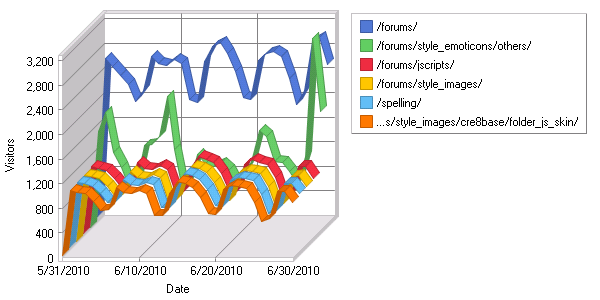 3,200
2,800
2,400
2,000
1,600
1,200
800
400
0
Visitors
5/31/2010
6/10/2010
6/20/2010
6/30/2010
Date
/forums/
/forums/style_emoticons/others/
/forums/jscripts/
/forums/style_images/
/spelling/
...s/style_images/cre8base/folder_js_skin/